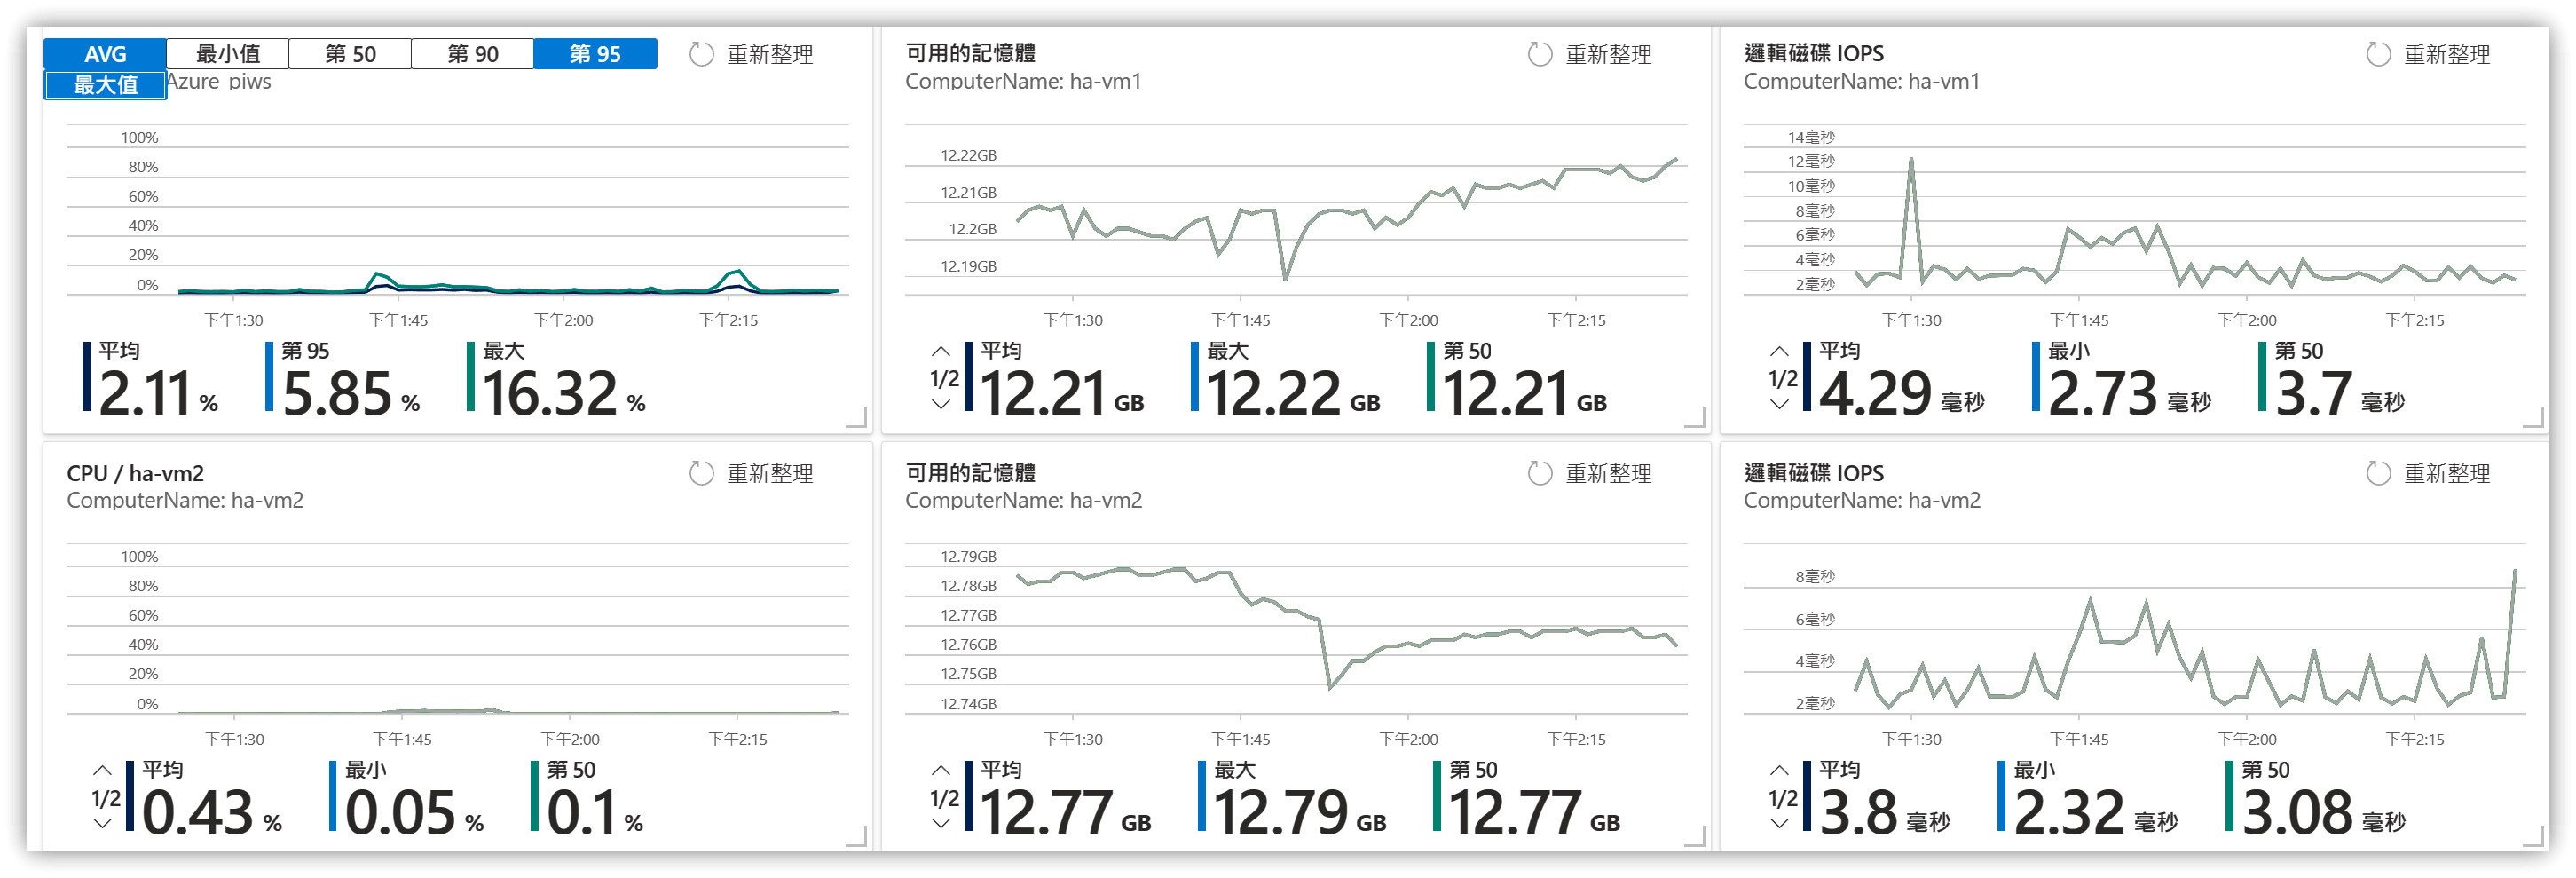 AVG 最小值 第 50 第 90 第 95 重新整理
最大值 Azure_piws
100%
80%
60%
40%
20%
0%
下午1:30 下午1:45 下午2:00 下午2:15
平均 第 95 最大
2.11 % 5.85 % 16.32 %
可用的記憶體 重新整理
ComputerName: ha-vm1
12.22GB
12.21GB
12.2GB
12.19GB
下午1:30 下午1:45 下午2:00 下午2:15
1/2
平均 最大 第 50
12.21 GB 12.22 GB 12.21 GB
邏輯磁碟 IOPS 重新整理
ComputerName: ha-vm1
14毫秒
12毫秒
10毫秒
8毫秒
6毫秒
4毫秒
2毫秒
下午1:30 下午1:45 下午2:00 下午2:15
1/2
平均 最小 第 50
4.29 毫秒 2.73 毫秒 3.7 毫秒
CPU / ha-vm2 重新整理
ComputerName: ha-vm2
100%
80%
60%
40%
20%
0%
下午1:30 下午1:45 下午2:00 下午2:15
1/2
平均 最小 第 50
0.43 % 0.05 % 0.1 %
可用的記憶體 重新整理
ComputerName: ha-vm2
12.79GB
12.78GB
12.77GB
12.76GB
12.75GB
12.74GB
下午1:30 下午1:45 下午2:00 下午2:15
1/2
平均 最大 第 50
12.77 GB 12.79 GB 12.77 GB
邏輯磁碟 IOPS 重新整理
ComputerName: ha-vm2
8毫秒
6毫秒
4毫秒
2毫秒
下午1:30 下午1:45 下午2:00 下午2:15
1/2
平均 最小 第 50
3.8 毫秒 2.32 毫秒 3.08 毫秒